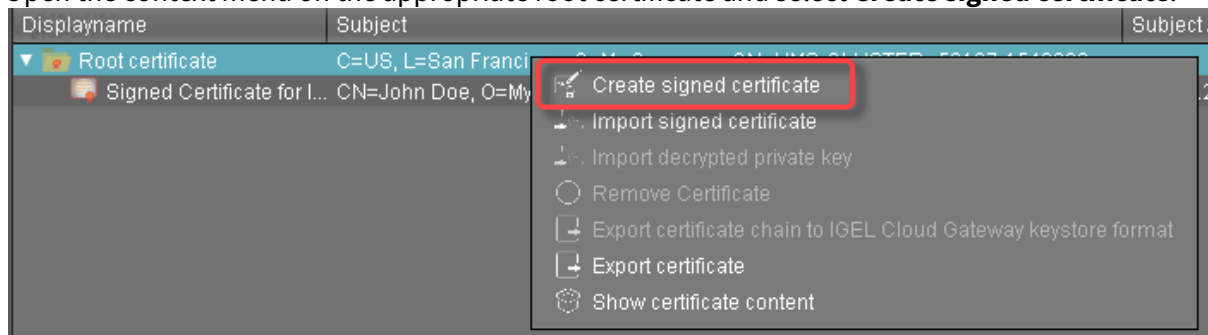 Open the context menu on the appropriate root certificate and select Create signed certificate.
Displayname Subject Subject
Root certificate C=US, L=San Franci
Signed Certificate for I... CN=John Doe, O=My
Create signed certificate
Import signed certificate
Import decrypted private key
Remove Certificate
Export certificate chain to IGEL Cloud Gateway keystore format
Export certificate
Show certificate content